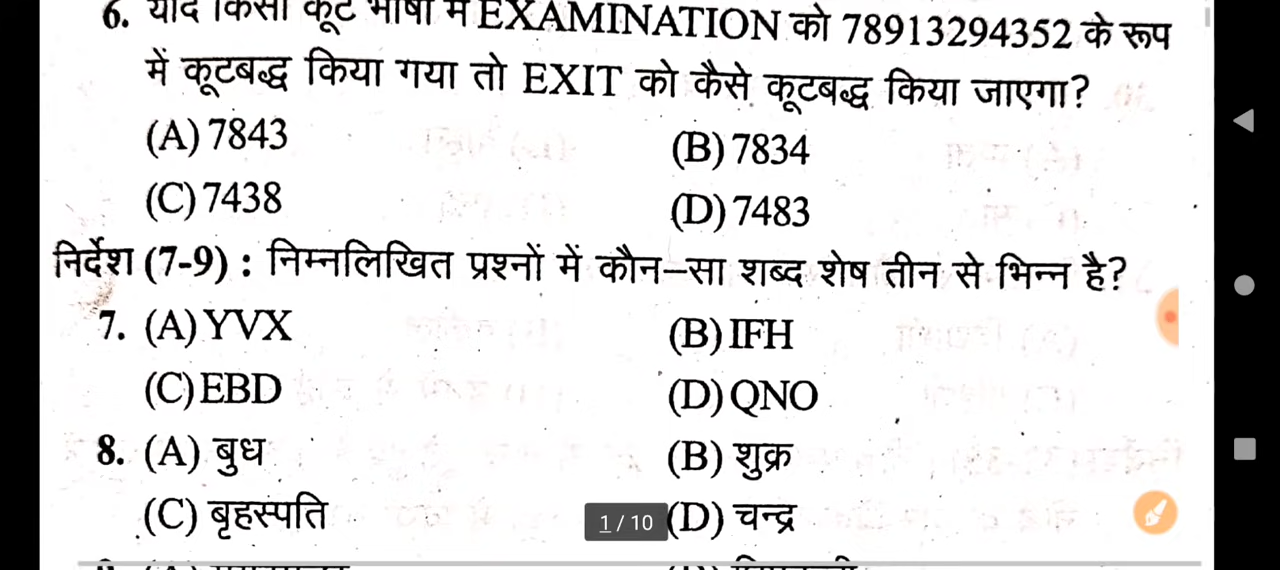 6. यदि किसी कूट भाषा में EXAMINATION को 78913294352 के रूप
में कूटबद्ध किया गया तो EXIT को कैसे कूटबद्ध किया जाएगा?
(A) 7843 (B) 7834
(C) 7438 (D) 7483
निर्देश (7-9) : निम्नलिखित प्रश्नों में कौन–सा शब्द शेष तीन से भिन्न है?
7. (A) YVX (B) IFH
(C) EBD (D) QNO
8. (A) बुध (B) शुक्र
(C) बृहस्पति (D) चन्द्र
1 / 10